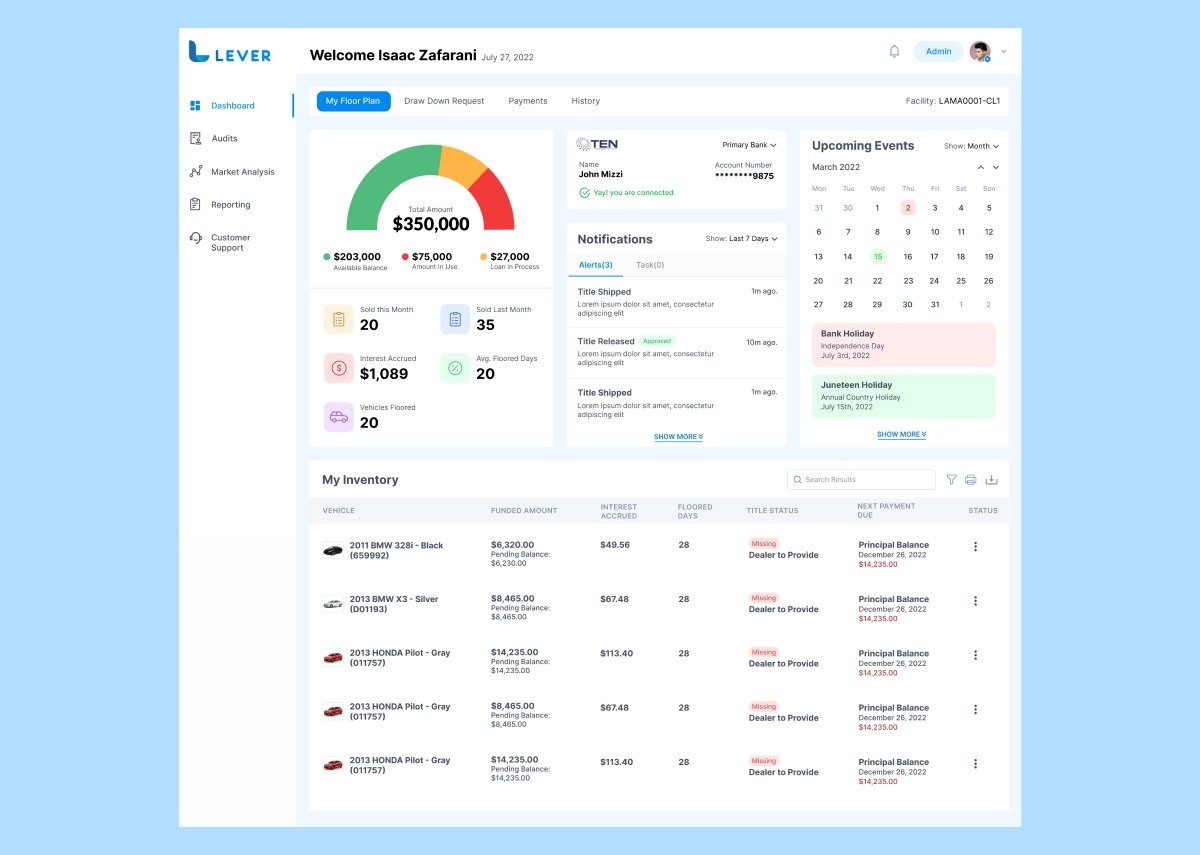 LEVER
Welcome Isaac Zafarani July 27, 2022
Admin
Dashboard
Audits
Market Analysis
Reporting
Customer
Support
My Floor Plan Draw Down Request Payments History
Facility: LAMA0001-CL1
Total Amount
$350,000
$203,000
Available Balance
$75,000
Amount In Use
$27,000
Loan in Process
Sold this Month
20
Sold Last Month
35
Interest Accrued
$1,089
Avg. Floored Days
20
Vehicles Floored
20
TEN
Primary Bank
Name
John Mizzi
Account Number
********9875
Yay! you are connected
Notifications
Show: Last 7 Days
Alerts(3) Task(0)
Title Shipped 1m ago.
Lorem ipsum dolor sit amet, consectetur
adipiscing elit
Title Released Approved 10m ago.
Lorem ipsum dolor sit amet, consectetur
adipiscing elit
Title Shipped 1m ago.
Lorem ipsum dolor sit amet, consectetur
adipiscing elit
SHOW MORE
Upcoming Events
Show: Month
March 2022
Mon Tue Wed Thu Fri Sat Sun
31 30 1 2 3 4 5
6 7 8 9 10 11 12
13 14 15 16 17 18 19
20 21 22 23 24 25 26
27 28 29 30 31 1 2
Bank Holiday
Independence Day
July 3rd, 2022
Juneteen Holiday
Annual Country Holiday
July 15th, 2022
SHOW MORE
My Inventory
Search Results
VEHICLE
FUNDED AMOUNT
INTEREST
ACCRUED
FLOORED
DAYS
TITLE STATUS
NEXT PAYMENT
DUE
STATUS
2011 BMW 328i - Black
(659992)
$6,320.00
Pending Balance:
$6,230.00
$49.56
28
Missing
Dealer to Provide
Principal Balance
December 26, 2022
$14,235.00
2013 BMW X3 - Silver
(D01193)
$8,465.00
Pending Balance:
$8,465.00
$67.48
28
Missing
Dealer to Provide
Principal Balance
December 26, 2022
$14,235.00
2013 HONDA Pilot - Gray
(011757)
$14,235.00
Pending Balance:
$14,235.00
$113.40
28
Missing
Dealer to Provide
Principal Balance
December 26, 2022
$14,235.00
2013 HONDA Pilot - Gray
(011757)
$8,465.00
Pending Balance:
$8,465.00
$67.48
28
Missing
Dealer to Provide
Principal Balance
December 26, 2022
$14,235.00
2013 HONDA Pilot - Gray
(011757)
$14,235.00
Pending Balance:
$14,235.00
$113.40
28
Missing
Dealer to Provide
Principal Balance
December 26, 2022
$14,235.00